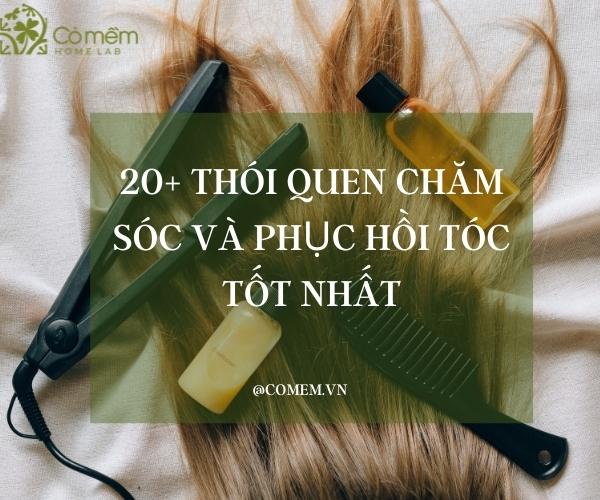 Cỏ mềm
HOME LAB
20+ THÓI QUEN CHĂM
SÓC VÀ PHỤC HỒI TÓC
TỐT NHẤT
@COMEM.VN